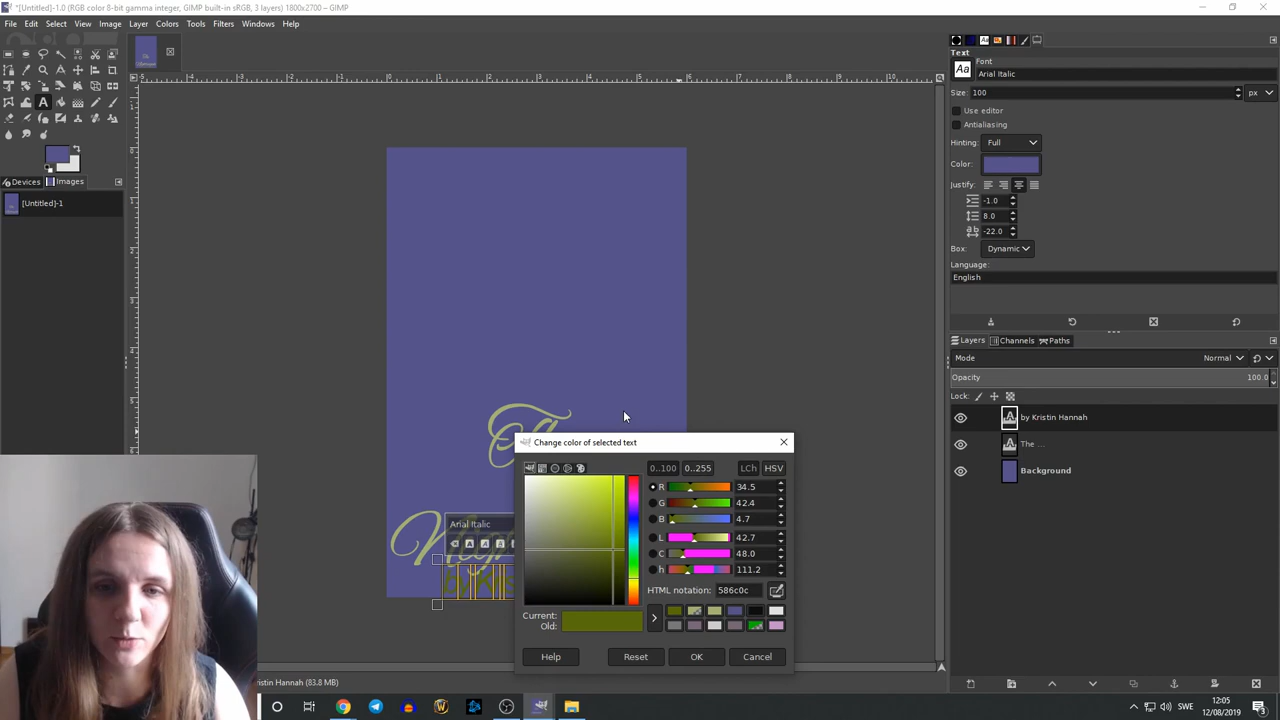 *[Untitled]-1.0 (RGB color 8-bit gamma integer, GIMP built-in sRGB, 3 layers) 1800x2700 – GIMP
File Edit Select View Image Layer Colors Tools Filters Windows Help
Text
Font
Aa Arial Italic
Size: 100 px
Use editor
Antialiasing
Hinting: Full
Color:
Justify:
-1.0
8.0
-22.0
Box: Dynamic
Language:
English
Devices Images
[Untitled]-1
Layers Channels Paths
Mode Normal
Opacity 100.0
Lock:
by Kristin Hannah
The ...
Background
Change color of selected text
0..100 0..255 LCh HSV
R 34.5
G 42.4
B 4.7
L 42.7
C 48.0
h 111.2
HTML notation: 586c0c
Current:
Old:
Help Reset OK Cancel
Arial Italic
ristin Hannah (83.8 MB)
SWE
12:05
12/08/2019